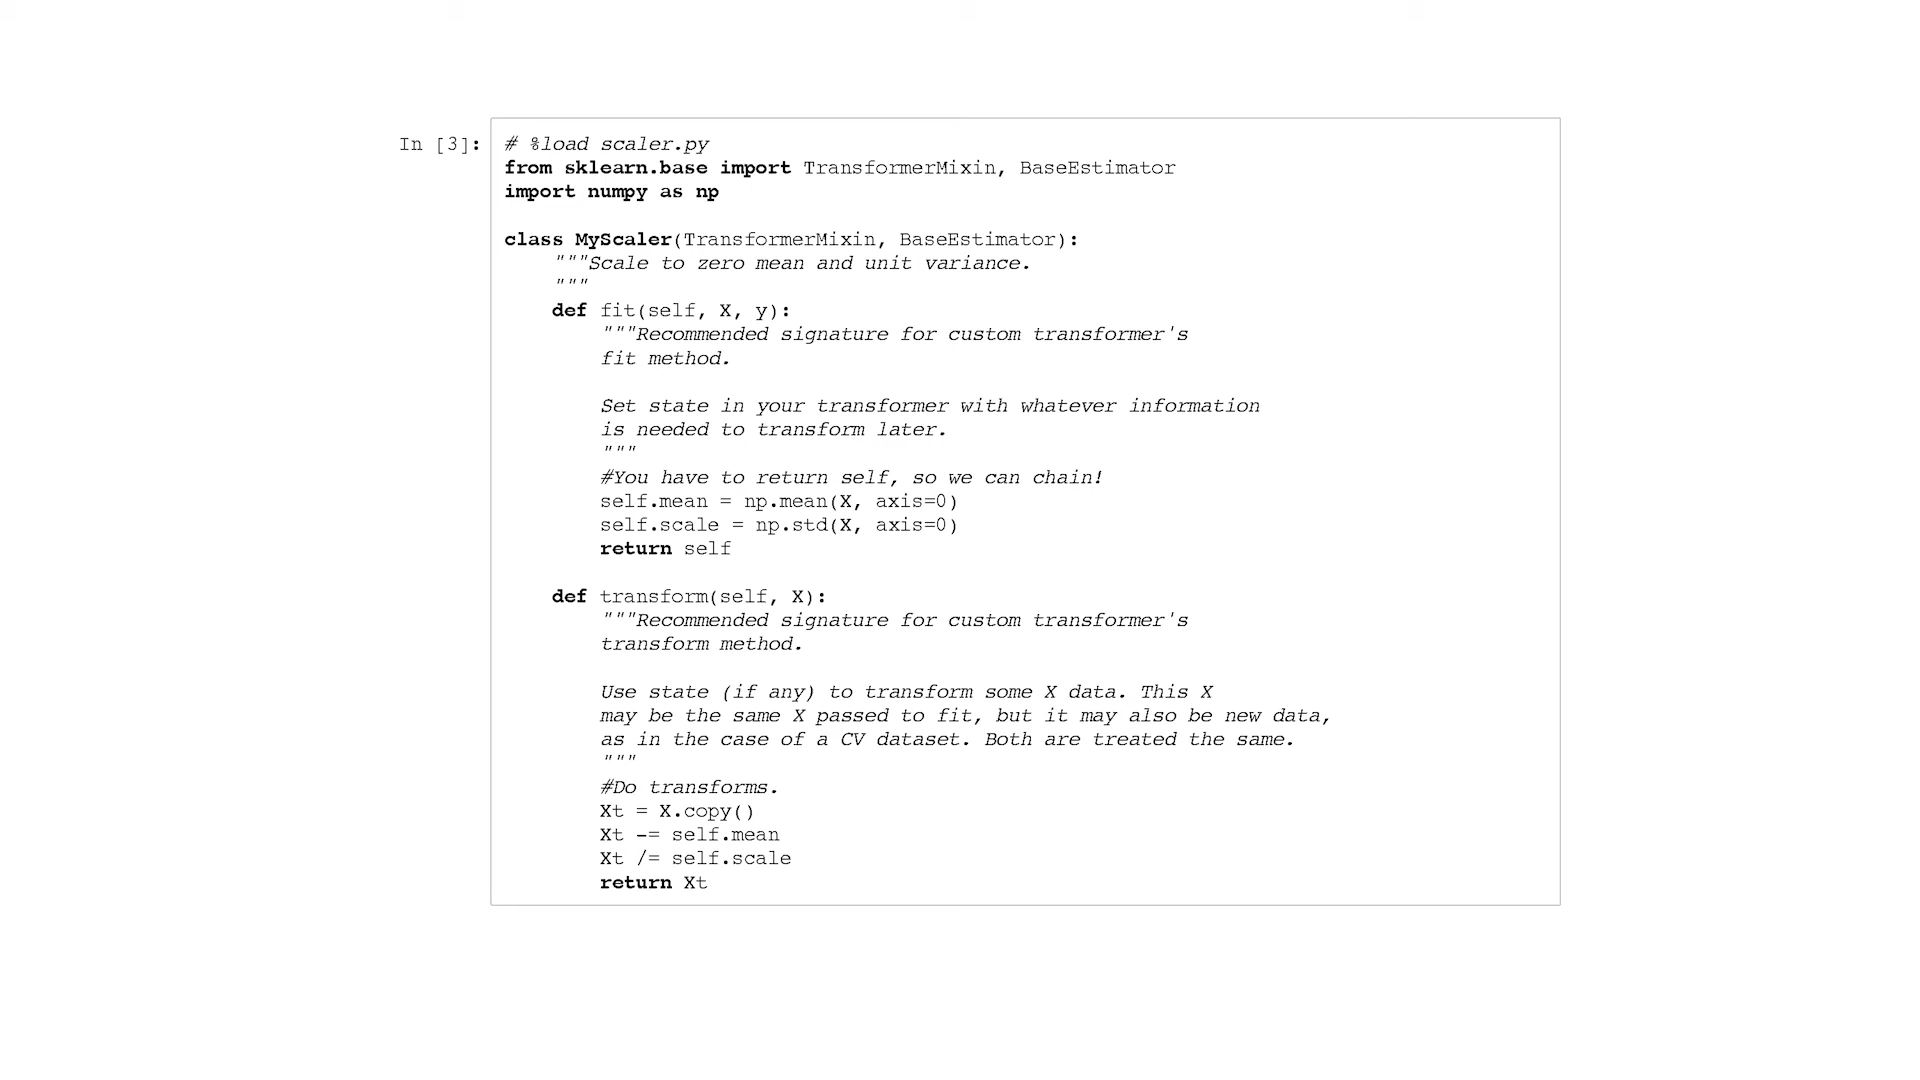 In [3]: # %load scaler.py
from sklearn.base import TransformerMixin, BaseEstimator
import numpy as np
class MyScaler(TransformerMixin, BaseEstimator):
"""Scale to zero mean and unit variance.
"""
def fit(self, X, y):
"""Recommended signature for custom transformer's
fit method.
Set state in your transformer with whatever information
is needed to transform later.
"""
#You have to return self, so we can chain!
self.mean = np.mean(X, axis=0)
self.scale = np.std(X, axis=0)
return self
def transform(self, X):
"""Recommended signature for custom transformer's
transform method.
Use state (if any) to transform some X data. This X
may be the same X passed to fit, but it may also be new data,
as in the case of a CV dataset. Both are treated the same.
"""
#Do transforms.
Xt = X.copy()
Xt -= self.mean
Xt /= self.scale
return Xt